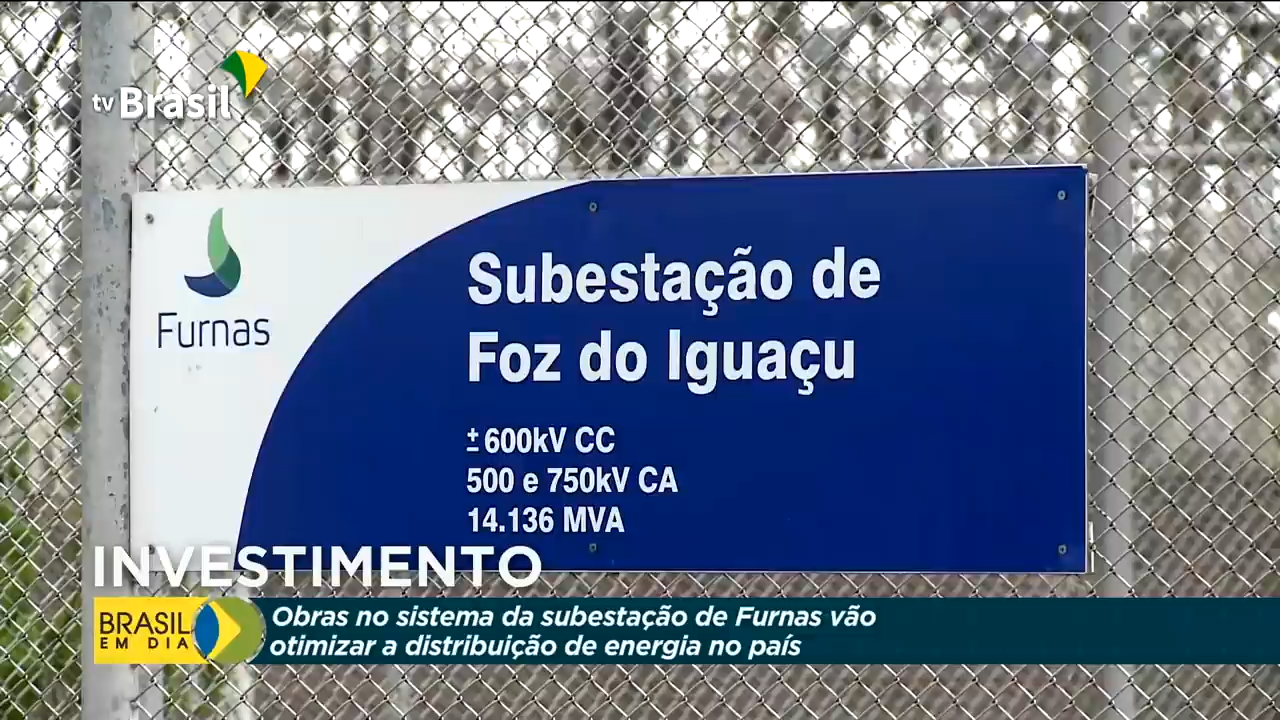 tv Brasil
Furnas
Subestação de
Foz do Iguaçu
±600kV CC
500 e 750kV CA
14.136 MVA
INVESTIMENTO
BRASIL
EM DIA
Obras no sistema da subestação de Furnas vão
otimizar a distribuição de energia no país